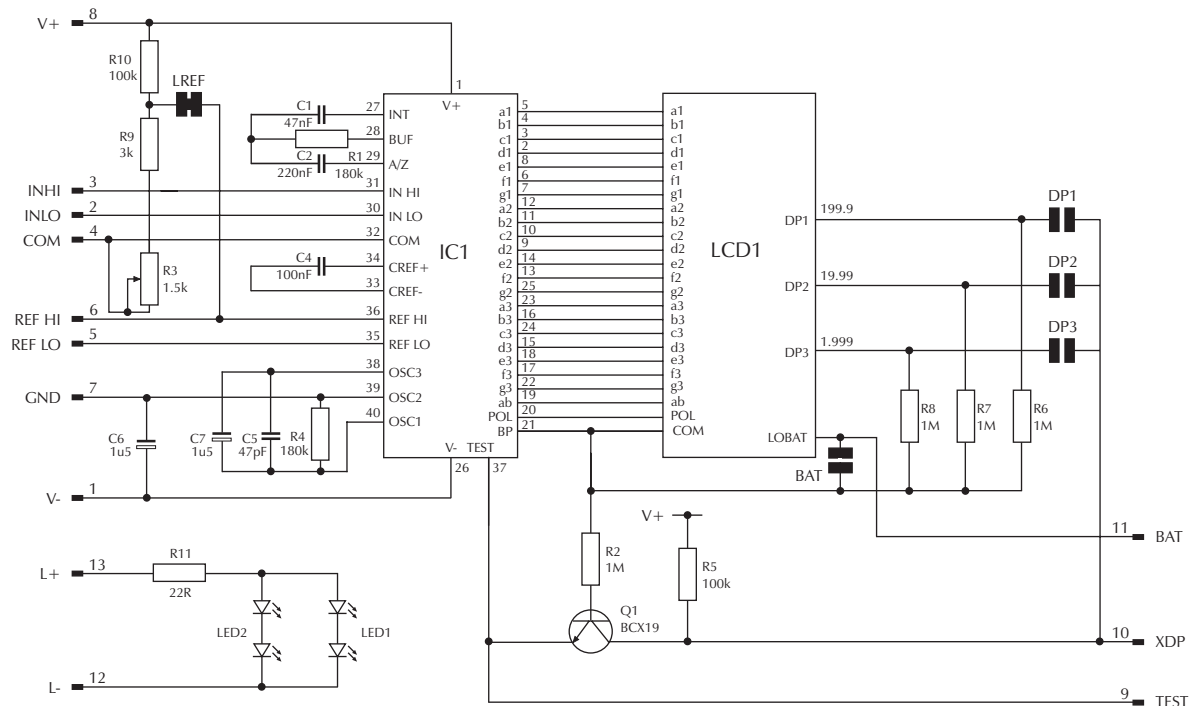 V+ 8
R10
100k
LREF
R9
3k
INHI 3
INLO 2
COM 4
R3
1.5k
REF HI 6
REF LO 5
GND 7
C6
1u5
C7
1u5
C5
47pF
R4
180k
V- 1
C1
47nF
C2
220nF
R1
180k
C4
100nF
1
V+
27 INT
28 BUF
29 A/Z
31 IN HI
30 IN LO
32 COM
34 CREF+
33 CREF-
36 REF HI
35 REF LO
38 OSC3
39 OSC2
40 OSC1
IC1
V- TEST
26 37
a1 5 a1
b1 4 b1
c1 3 c1
d1 2 d1
e1 8 e1
f1 6 f1
g1 7 g1
a2 12 a2
b2 11 b2
c2 10 c2
d2 9 d2
e2 14 e2
f2 13 f2
g2 25 g2
a3 23 a3
b3 16 b3
c3 24 c3
d3 15 d3
e3 18 e3
f3 17 f3
g3 22 g3
ab 19 ab
POL 20 POL
BP 21 COM
LCD1
DP1 199.9
DP2 19.99
DP3 1.999
LOBAT
DP1
DP2
DP3
R8
1M
R7
1M
R6
1M
BAT
V+
R2
1M
R5
100k
Q1
BCX19
11 BAT
10 XDP
9 TEST
L+ 13
R11
22R
LED2
LED1
L- 12